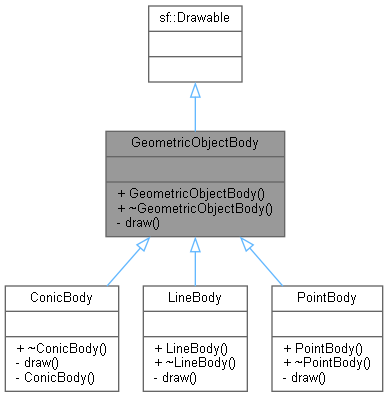 sf::Drawable
GeometricObjectBody
+ GeometricObjectBody()
+ ~GeometricObjectBody()
- draw()
ConicBody
+ ~ConicBody()
- draw()
- ConicBody()
LineBody
+ LineBody()
+ ~LineBody()
- draw()
PointBody
+ PointBody()
+ ~PointBody()
- draw()